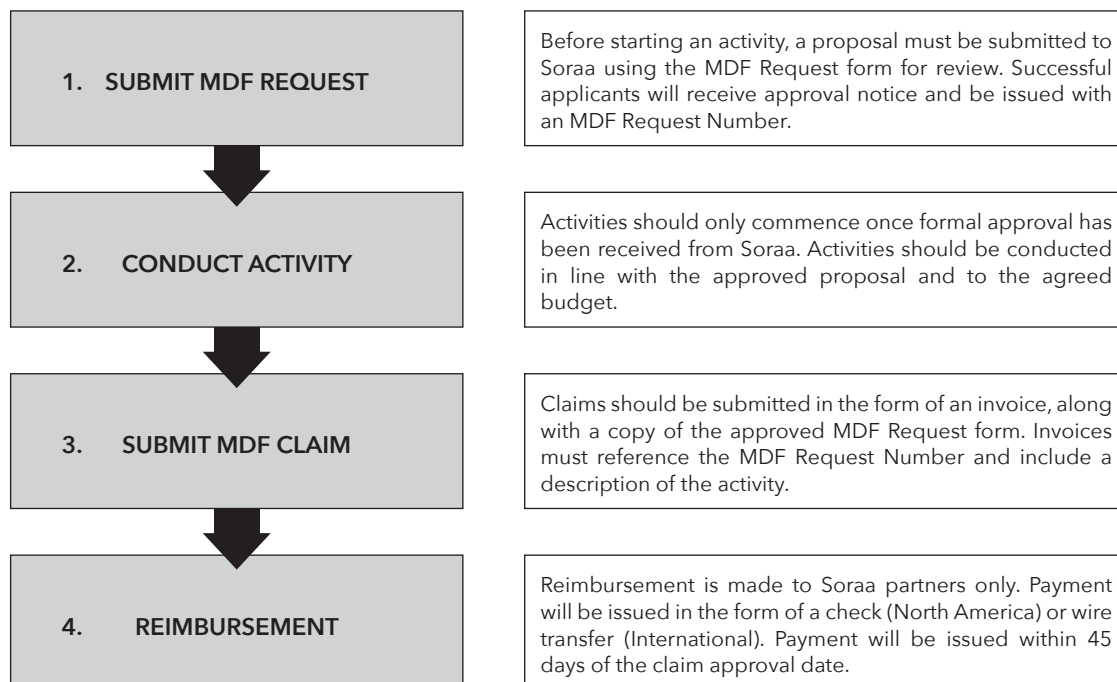 1. SUBMIT MDF REQUEST
Before starting an activity, a proposal must be submitted to
Soraa using the MDF Request form for review. Successful
applicants will receive approval notice and be issued with
an MDF Request Number.
2. CONDUCT ACTIVITY
Activities should only commence once formal approval has
been received from Soraa. Activities should be conducted
in line with the approved proposal and to the agreed
budget.
3. SUBMIT MDF CLAIM
Claims should be submitted in the form of an invoice, along
with a copy of the approved MDF Request form. Invoices
must reference the MDF Request Number and include a
description of the activity.
4. REIMBURSEMENT
Reimbursement is made to Soraa partners only. Payment
will be issued in the form of a check (North America) or wire
transfer (International). Payment will be issued within 45
days of the claim approval date.